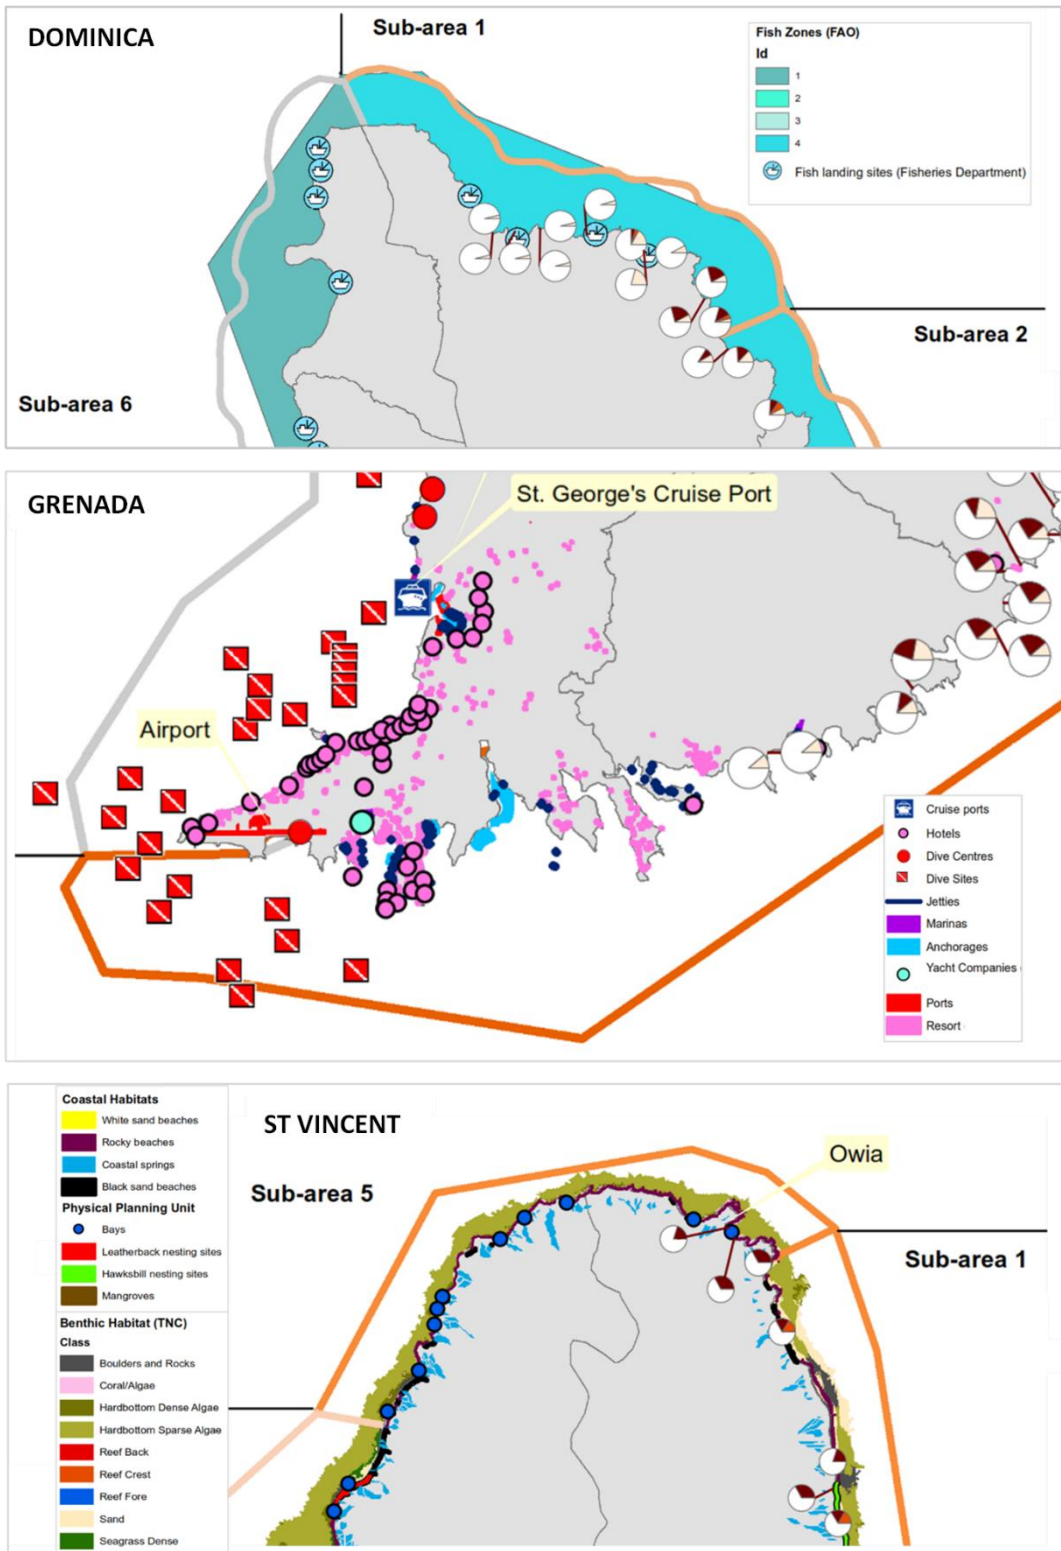 DOMINICA
Sub-area 1
Fish Zones (FAO)
Id
1
2
3
4
Fish landing sites (Fisheries Department)
Sub-area 2
Sub-area 6
GRENADA
St. George's Cruise Port
Airport
Cruise ports
Hotels
Dive Centres
Dive Sites
Jetties
Marinas
Anchorages
Yacht Companies
Ports
Resort
Coastal Habitats
White sand beaches
Rocky beaches
Coastal springs
Black sand beaches
Physical Planning Unit
Bays
Leatherback nesting sites
Hawksbill nesting sites
Mangroves
Benthic Habitat (TNC)
Class
Boulders and Rocks
Coral/Algae
Hardbottom Dense Algae
Hardbottom Sparse Algae
Reef Back
Reef Crest
Reef Fore
Sand
Seagrass Dense
ST VINCENT
Owia
Sub-area 5
Sub-area 1